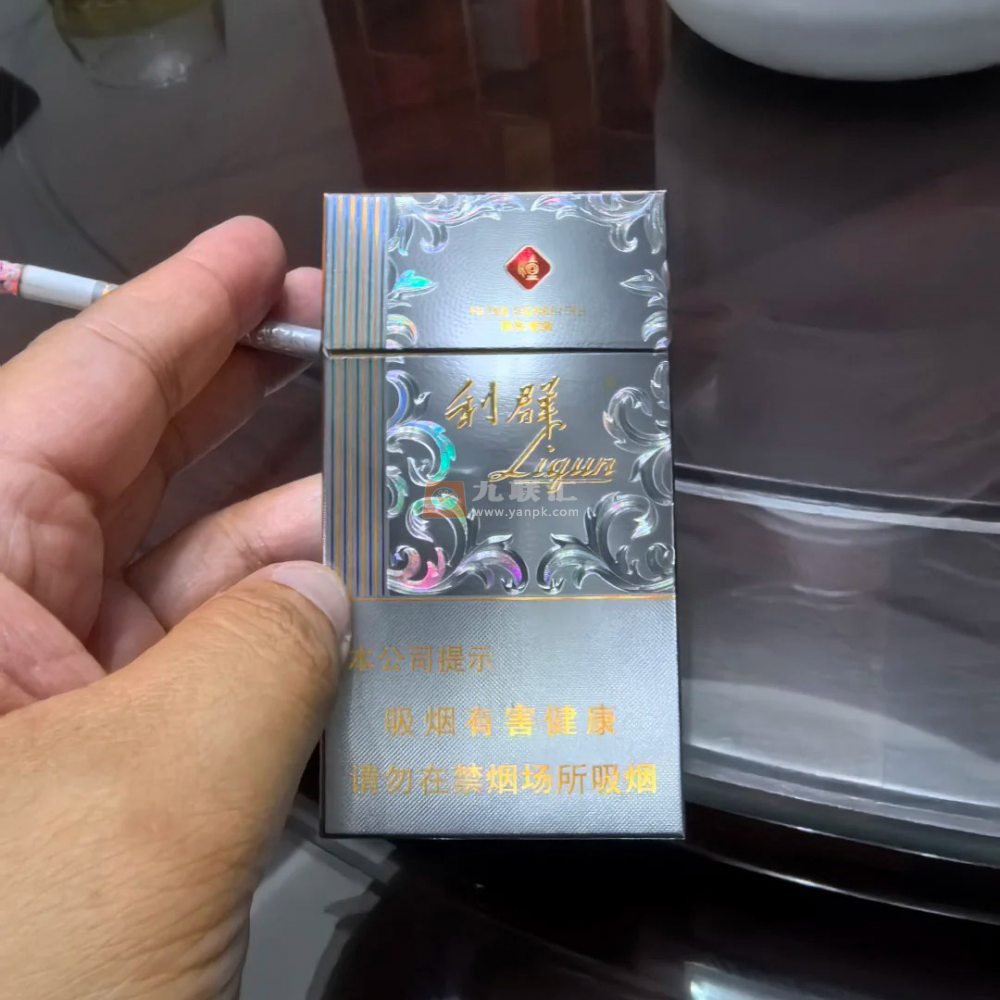 利群
Liqun
九联汇
www.yanpk.com
本公司提示
吸烟有害健康
请勿在禁烟场所吸烟